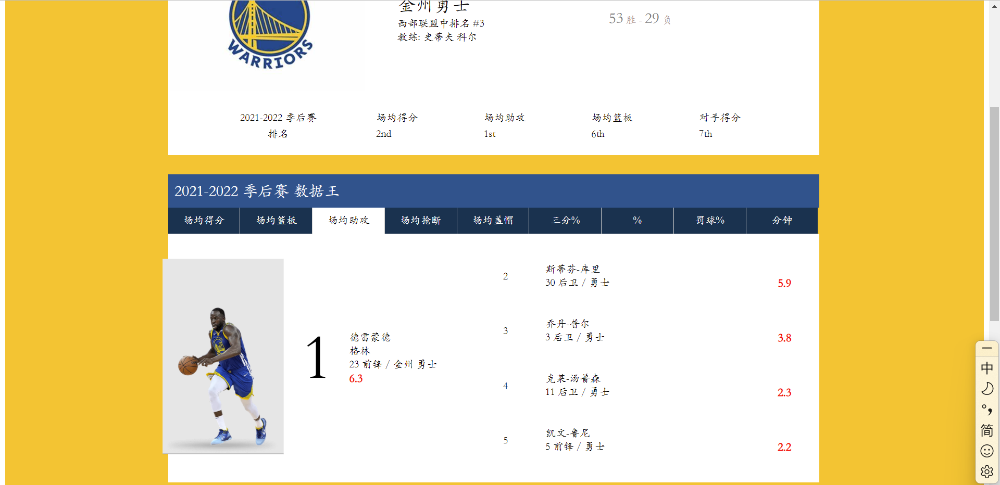 WARRIORS
金州勇士
西部联盟中排名 #3
教练: 史蒂夫 科尔
53 胜 - 29 负
2021-2022 季后赛
排名
场均得分
2nd
场均助攻
1st
场均篮板
6th
对手得分
7th
2021-2022 季后赛 数据王
场均得分
场均篮板
场均助攻
场均抢断
场均盖帽
三分%
%
罚球%
分钟
1
德雷蒙德
格林
23 前锋 / 金州 勇士
6.3
2
斯蒂芬-库里
30 后卫 / 勇士
5.9
3
乔丹-普尔
3 后卫 / 勇士
3.8
4
克莱-汤普森
11 后卫 / 勇士
2.3
5
凯文-鲁尼
5 前锋 / 勇士
2.2
中
简